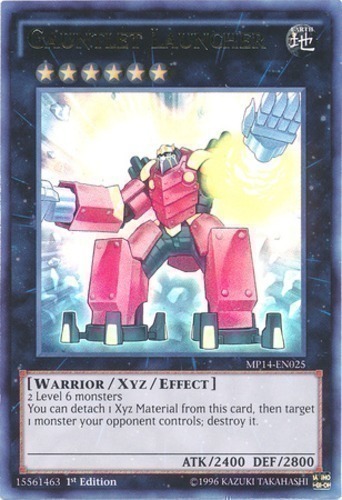 GAUNTLET LAUNCHER
EARTH
地
MP14-EN025
[WARRIOR / XYZ / EFFECT]
2 Level 6 monsters
You can detach 1 Xyz Material from this card, then target
1 monster your opponent controls; destroy it.
ATK/2400 DEF/2800
15561463 1st Edition ©1996 KAZUKI TAKAHASHI